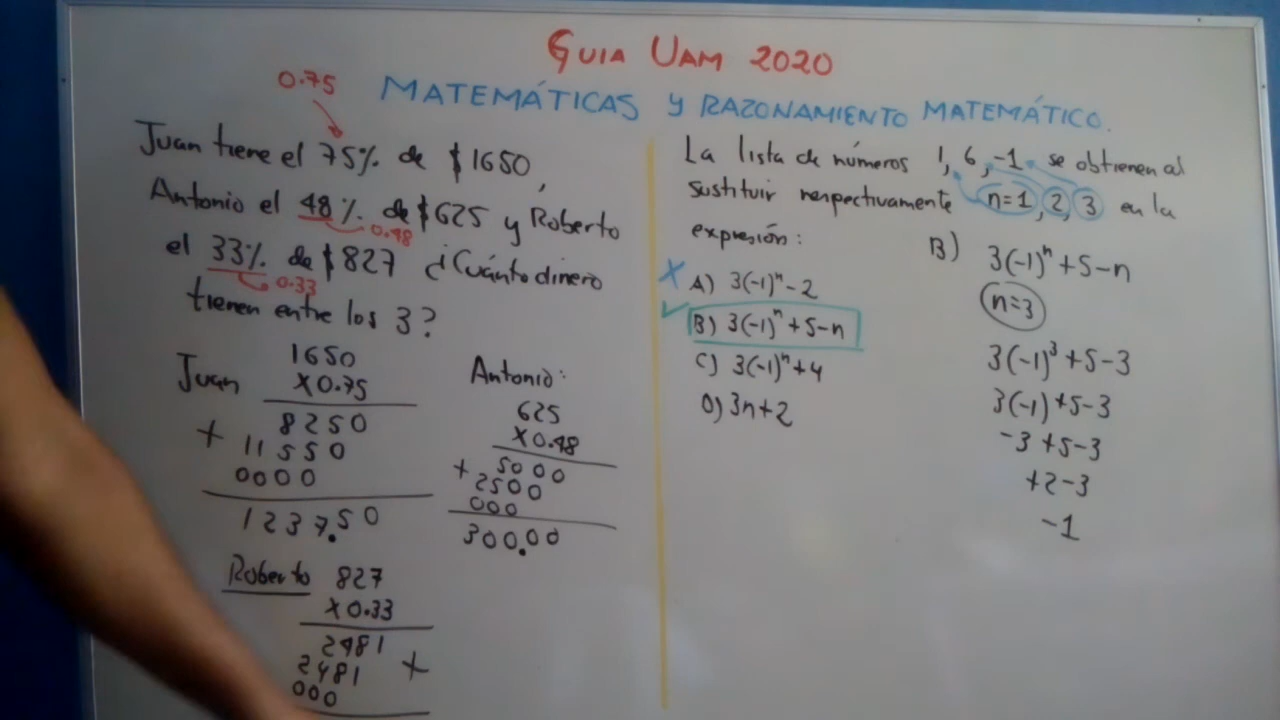 GUIA UAM 2020
MATEMÁTICAS Y RAZONAMIENTO MATEMÁTICO.
0.75
Juan tiene el 75% de $1650,
Antonio el 48% de $625 y Roberto
0.48
el 33% de $827 ¿Cuánto dinero
0.33
tienen entre los 3?
Juan
1650
X0.75
8250
+ 11550
0000
1237.50
Antonio:
625
X0.48
+ 5000
2500
000
300.00
Roberto
827
X0.33
2481
2481 +
000
La lista de números 1, 6, -1 se obtienen al
sustituir respectivamente n=1, 2, 3 en la
expresión:
X A) 3(-1)ⁿ-2
✓ B) 3(-1)ⁿ+5-n
C) 3(-1)ⁿ+4
D) 3n+2
B) 3(-1)ⁿ+5-n
n=3
3(-1)³+5-3
3(-1)+5-3
-3+5-3
+2-3
-1